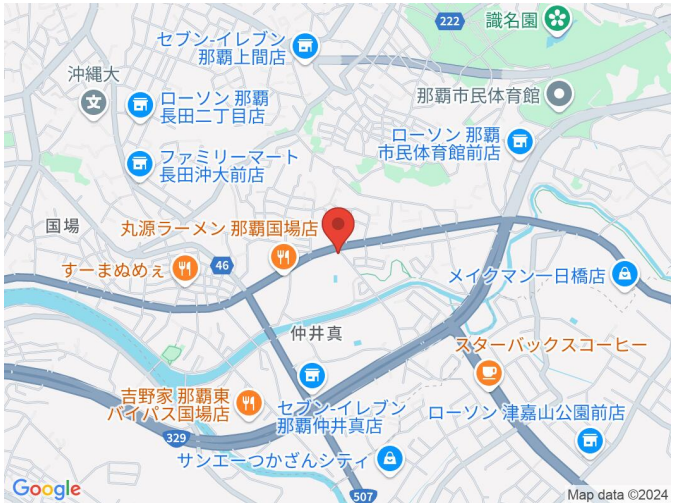 222
識名園
セブン-イレブン
那覇上間店
沖縄大
文
那覇市民体育館
ローソン 那覇
長田二丁目店
ローソン 那覇
市民体育館前店
ファミリーマート
長田沖大前店
国場
丸源ラーメン 那覇国場店
すーまぬめぇ
46
メイクマン一日橋店
仲井真
スターバックスコーヒー
吉野家 那覇東
バイパス国場店
セブン-イレブン
那覇仲井真店
ローソン 津嘉山公園前店
329
サンエーつかざんシティ
507
Google
Map data ©2024